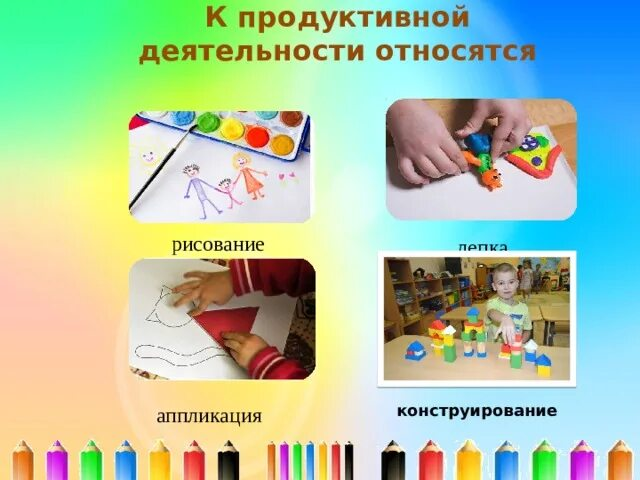 К продуктивной
деятельности относятся
рисование
лепка
аппликация
конструирование